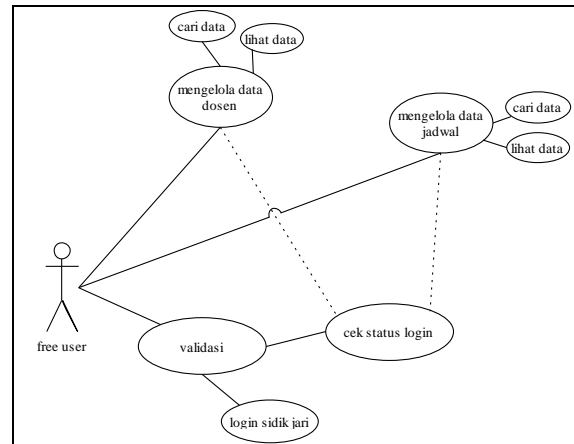 cari data
lihat data
mengelola data
dosen
mengelola data
jadwal
cari data
lihat data
free user
validasi
cek status login
login sidik jari